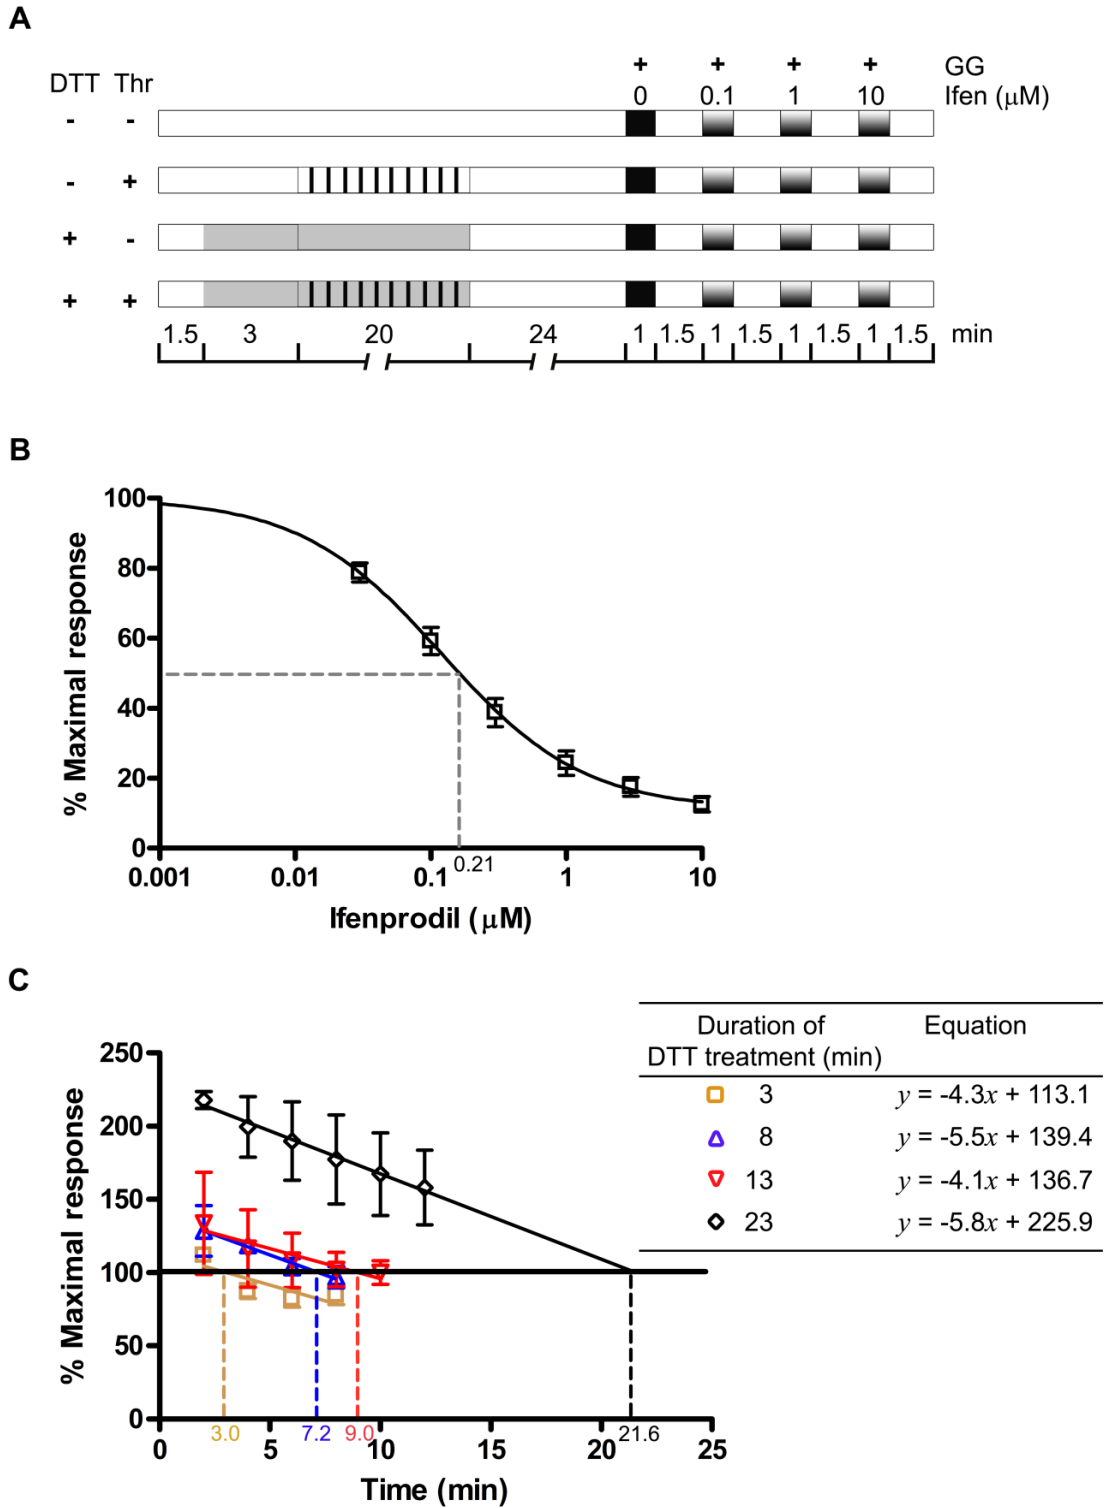 A
+ + + + GG
DTT Thr 0 0.1 1 10 Ifen (μM)
- -
- +
+ -
+ +
1.5 3 20 24 1 1.5 1 1.5 1 1.5 1 1.5 min
B
100
80
60
40
20
0
% Maximal response
0.21
0.001 0.01 0.1 1 10
Ifenprodil (μM)
C
Duration of DTT treatment (min) Equation
3 y = -4.3x + 113.1
8 y = -5.5x + 139.4
13 y = -4.1x + 136.7
23 y = -5.8x + 225.9
250
200
150
100
50
0
% Maximal response
3.0 7.2 9.0 21.6
0 5 10 15 20 25
Time (min)